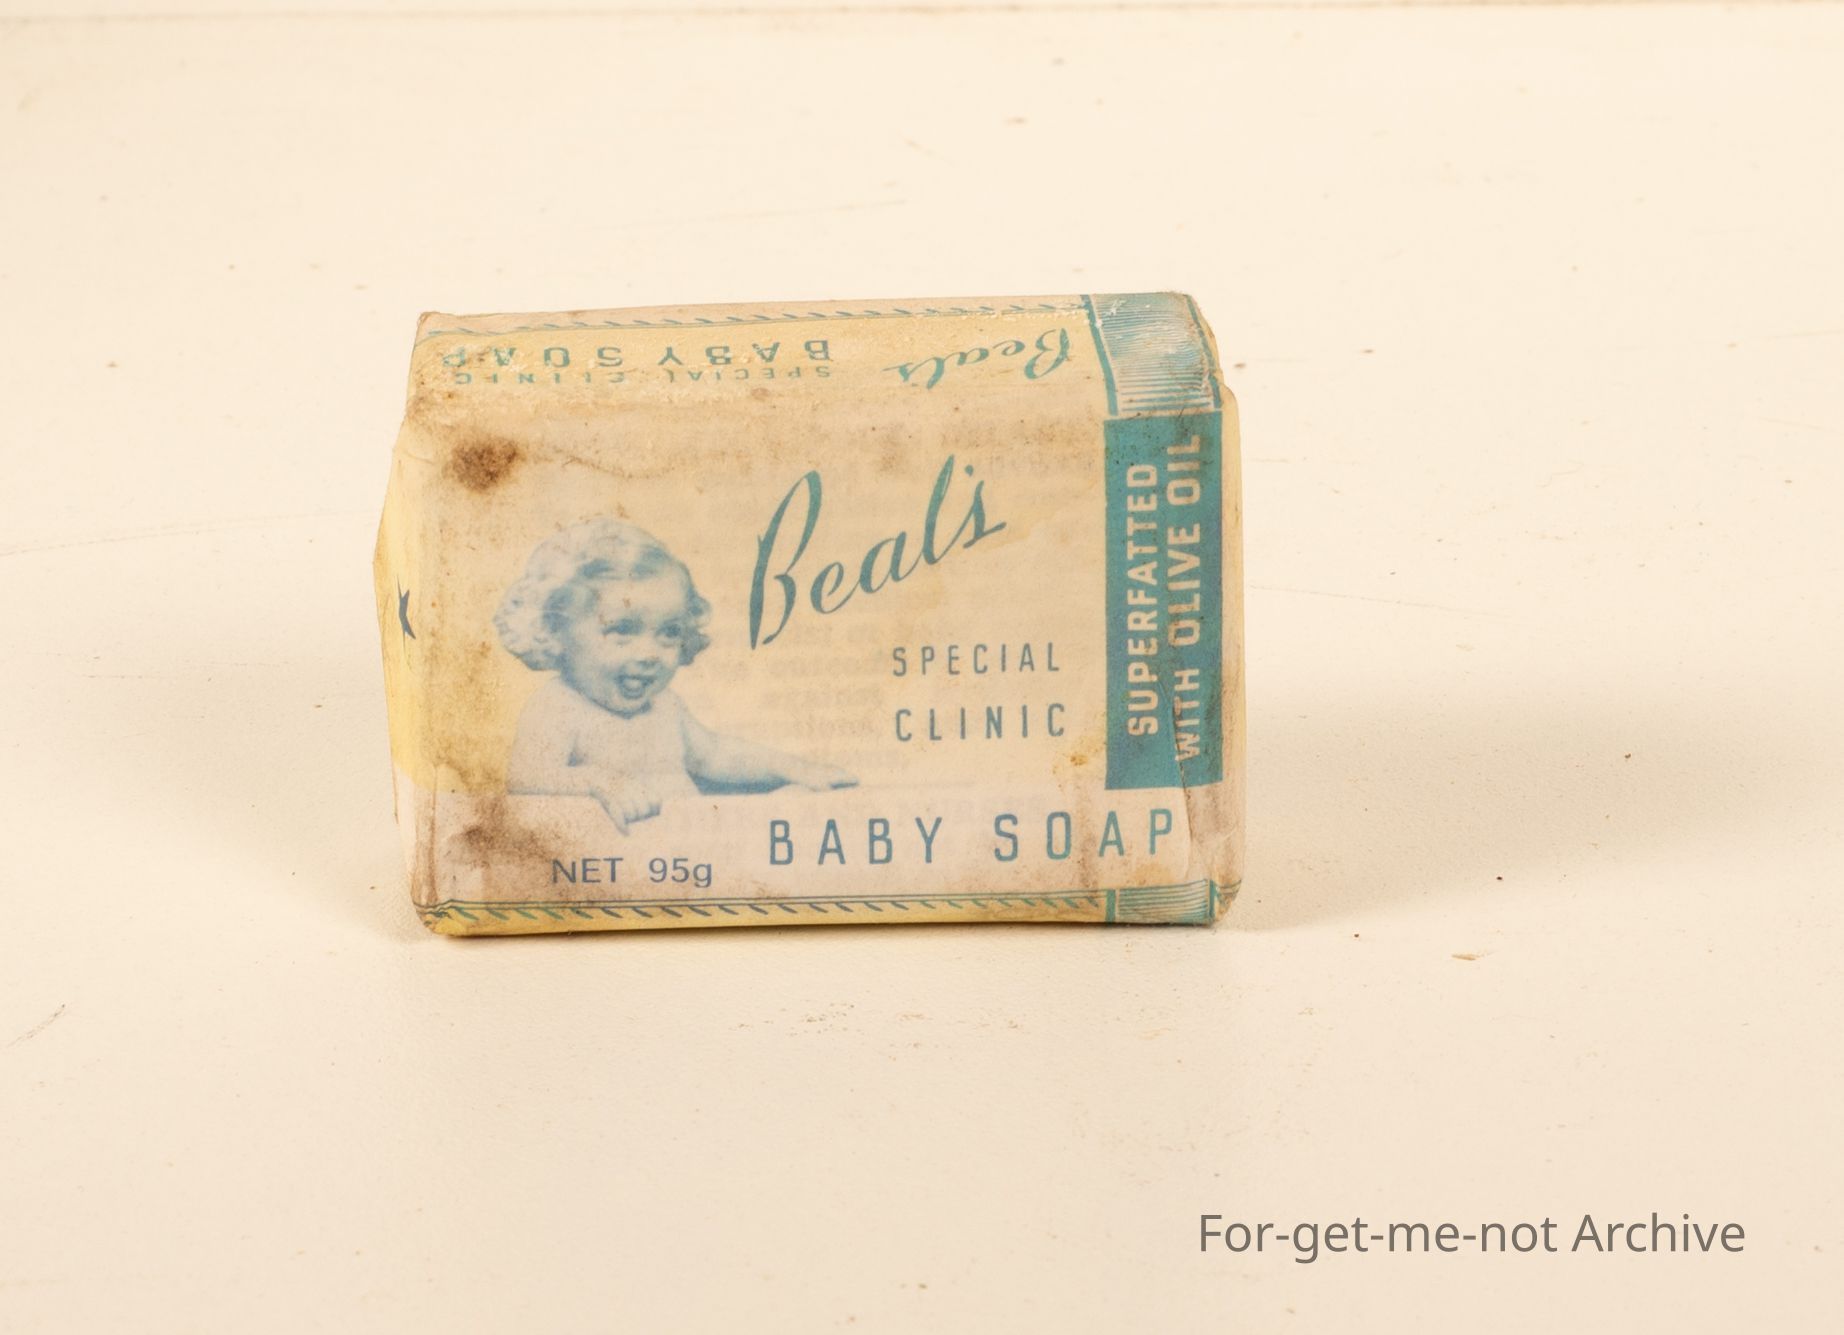 Beal's
SPECIAL CLINIC
BABY SOAP
Beal's
SPECIAL
CLINIC
BABY SOAP
NET 95g
SUPERFATTED
WITH OLIVE OIL
For-get-me-not Archive